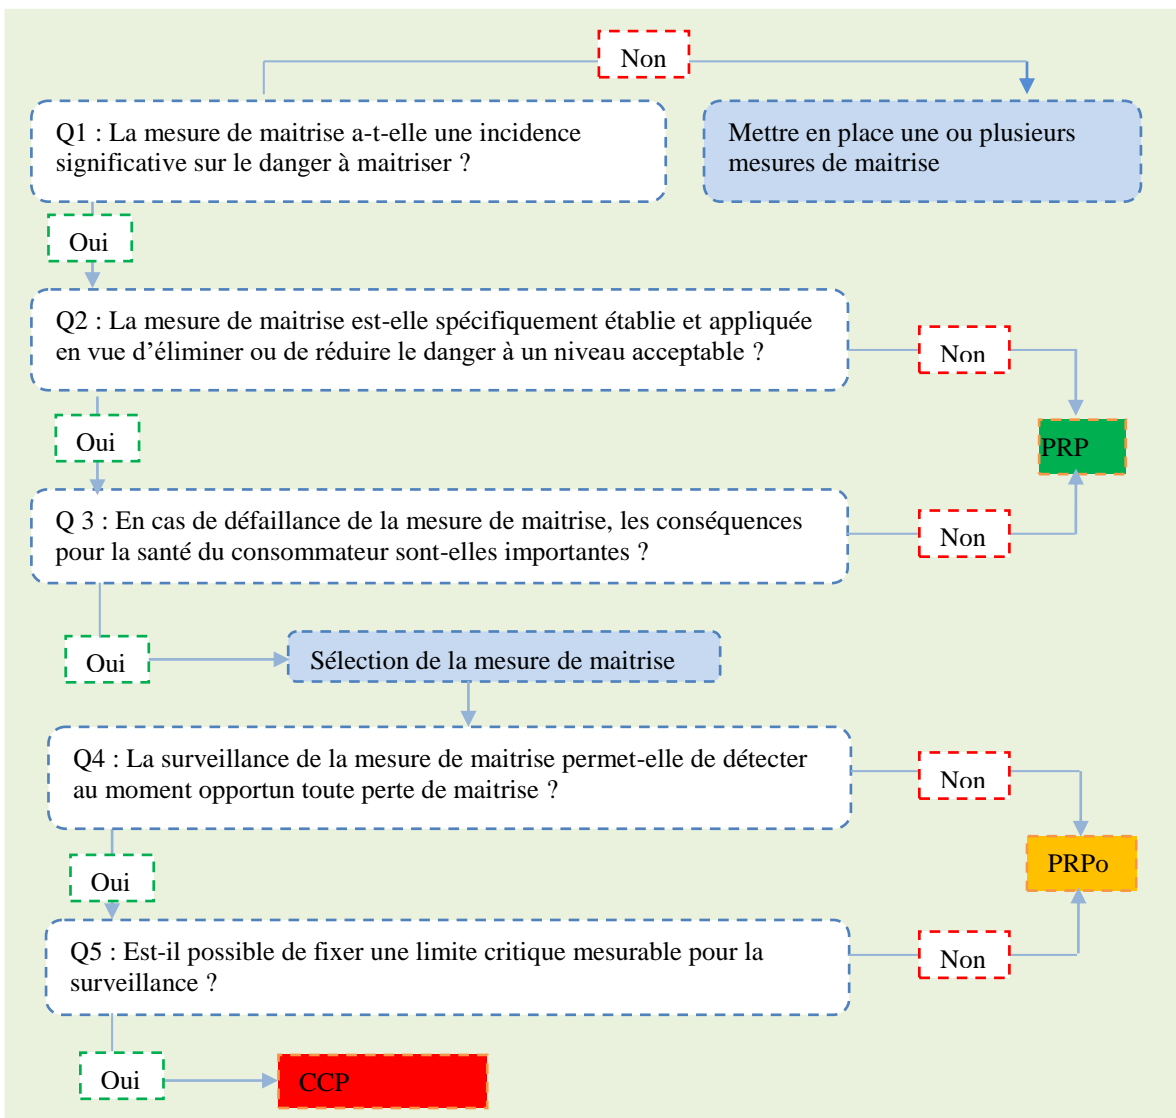 Non
Q1 : La mesure de maitrise a-t-elle une incidence
significative sur le danger à maitriser ?
Mettre en place une ou plusieurs
mesures de maitrise
Oui
Q2 : La mesure de maitrise est-elle spécifiquement établie et appliquée
en vue d’éliminer ou de réduire le danger à un niveau acceptable ?
Non
Oui
PRP
Q 3 : En cas de défaillance de la mesure de maitrise, les conséquences
pour la santé du consommateur sont-elles importantes ?
Non
Oui
Sélection de la mesure de maitrise
Q4 : La surveillance de la mesure de maitrise permet-elle de détecter
au moment opportun toute perte de maitrise ?
Non
Oui
PRPo
Q5 : Est-il possible de fixer une limite critique mesurable pour la
surveillance ?
Non
Oui
CCP